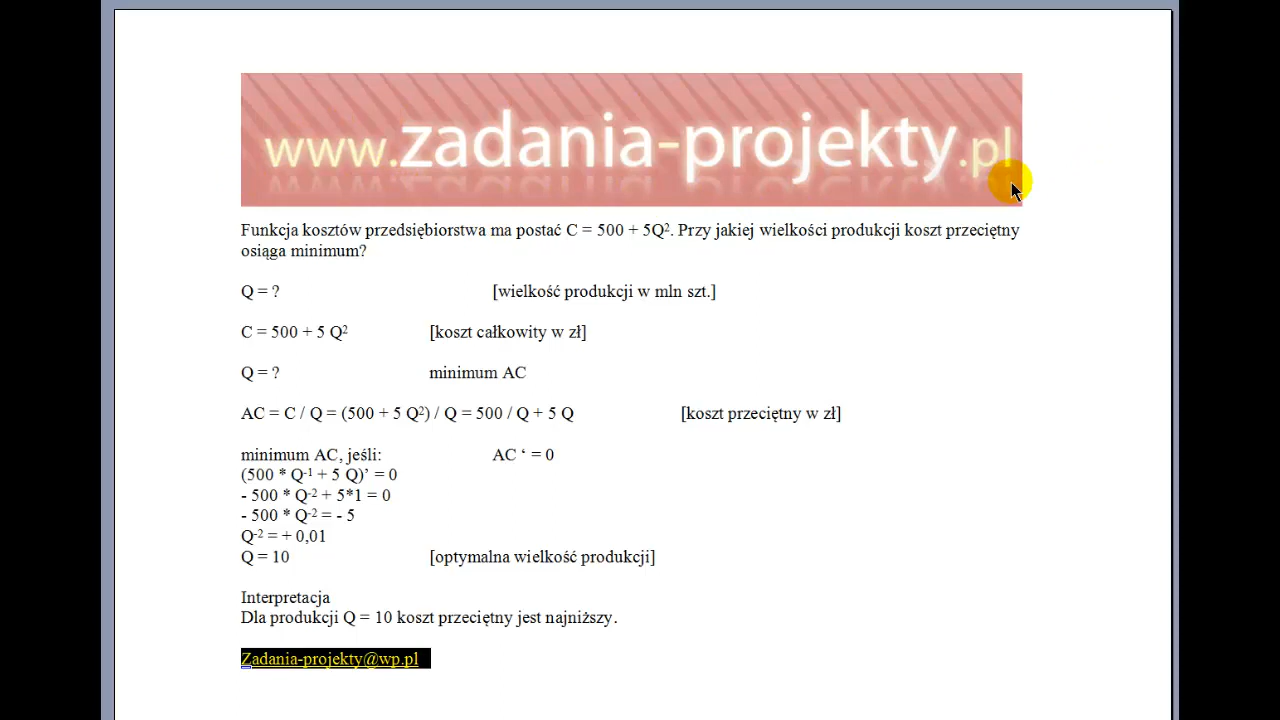 www.zadania-projekty.pl
Funkcja kosztów przedsiębiorstwa ma postać C = 500 + 5Q². Przy jakiej wielkości produkcji koszt przeciętny
osiąga minimum?
Q = ? [wielkość produkcji w mln szt.]
C = 500 + 5 Q² [koszt całkowity w zł]
Q = ? minimum AC
AC = C / Q = (500 + 5 Q²) / Q = 500 / Q + 5 Q [koszt przeciętny w zł]
minimum AC, jeśli: AC ‘ = 0
(500 * Q⁻¹ + 5 Q)’ = 0
- 500 * Q⁻² + 5*1 = 0
- 500 * Q⁻² = - 5
Q⁻² = + 0,01
Q = 10 [optymalna wielkość produkcji]
Interpretacja
Dla produkcji Q = 10 koszt przeciętny jest najniższy.
Zadania-projekty@wp.pl